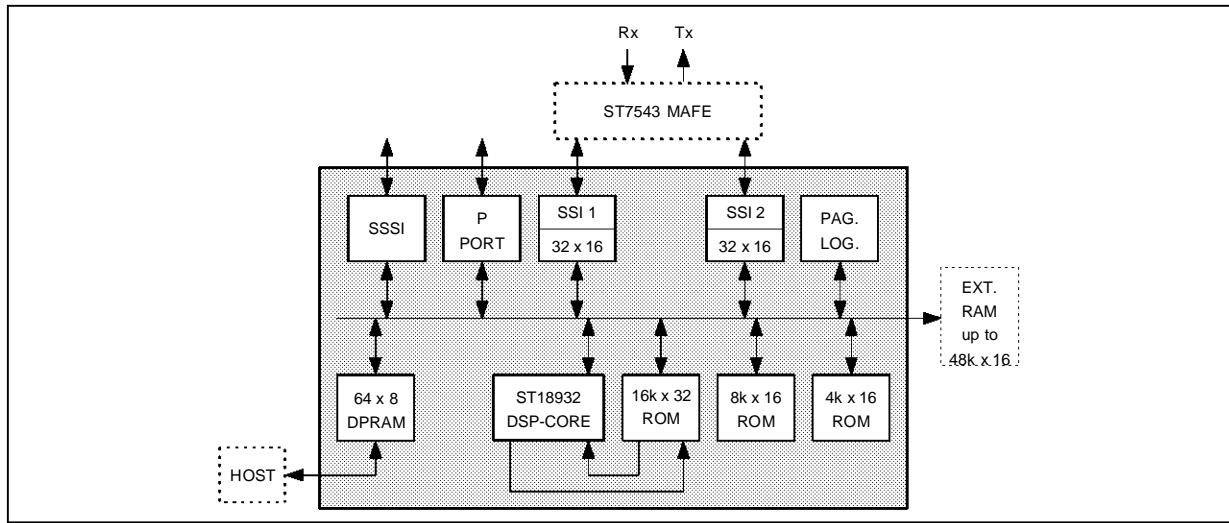 Rx Tx
ST7543 MAFE
SSSI
P
PORT
SSI 1
32 x 16
SSI 2
32 x 16
PAG.
LOG.
EXT.
RAM
up to
48k x 16
64 x 8
DPRAM
ST18932
DSP-CORE
16k x 32
ROM
8k x 16
ROM
4k x 16
ROM
HOST